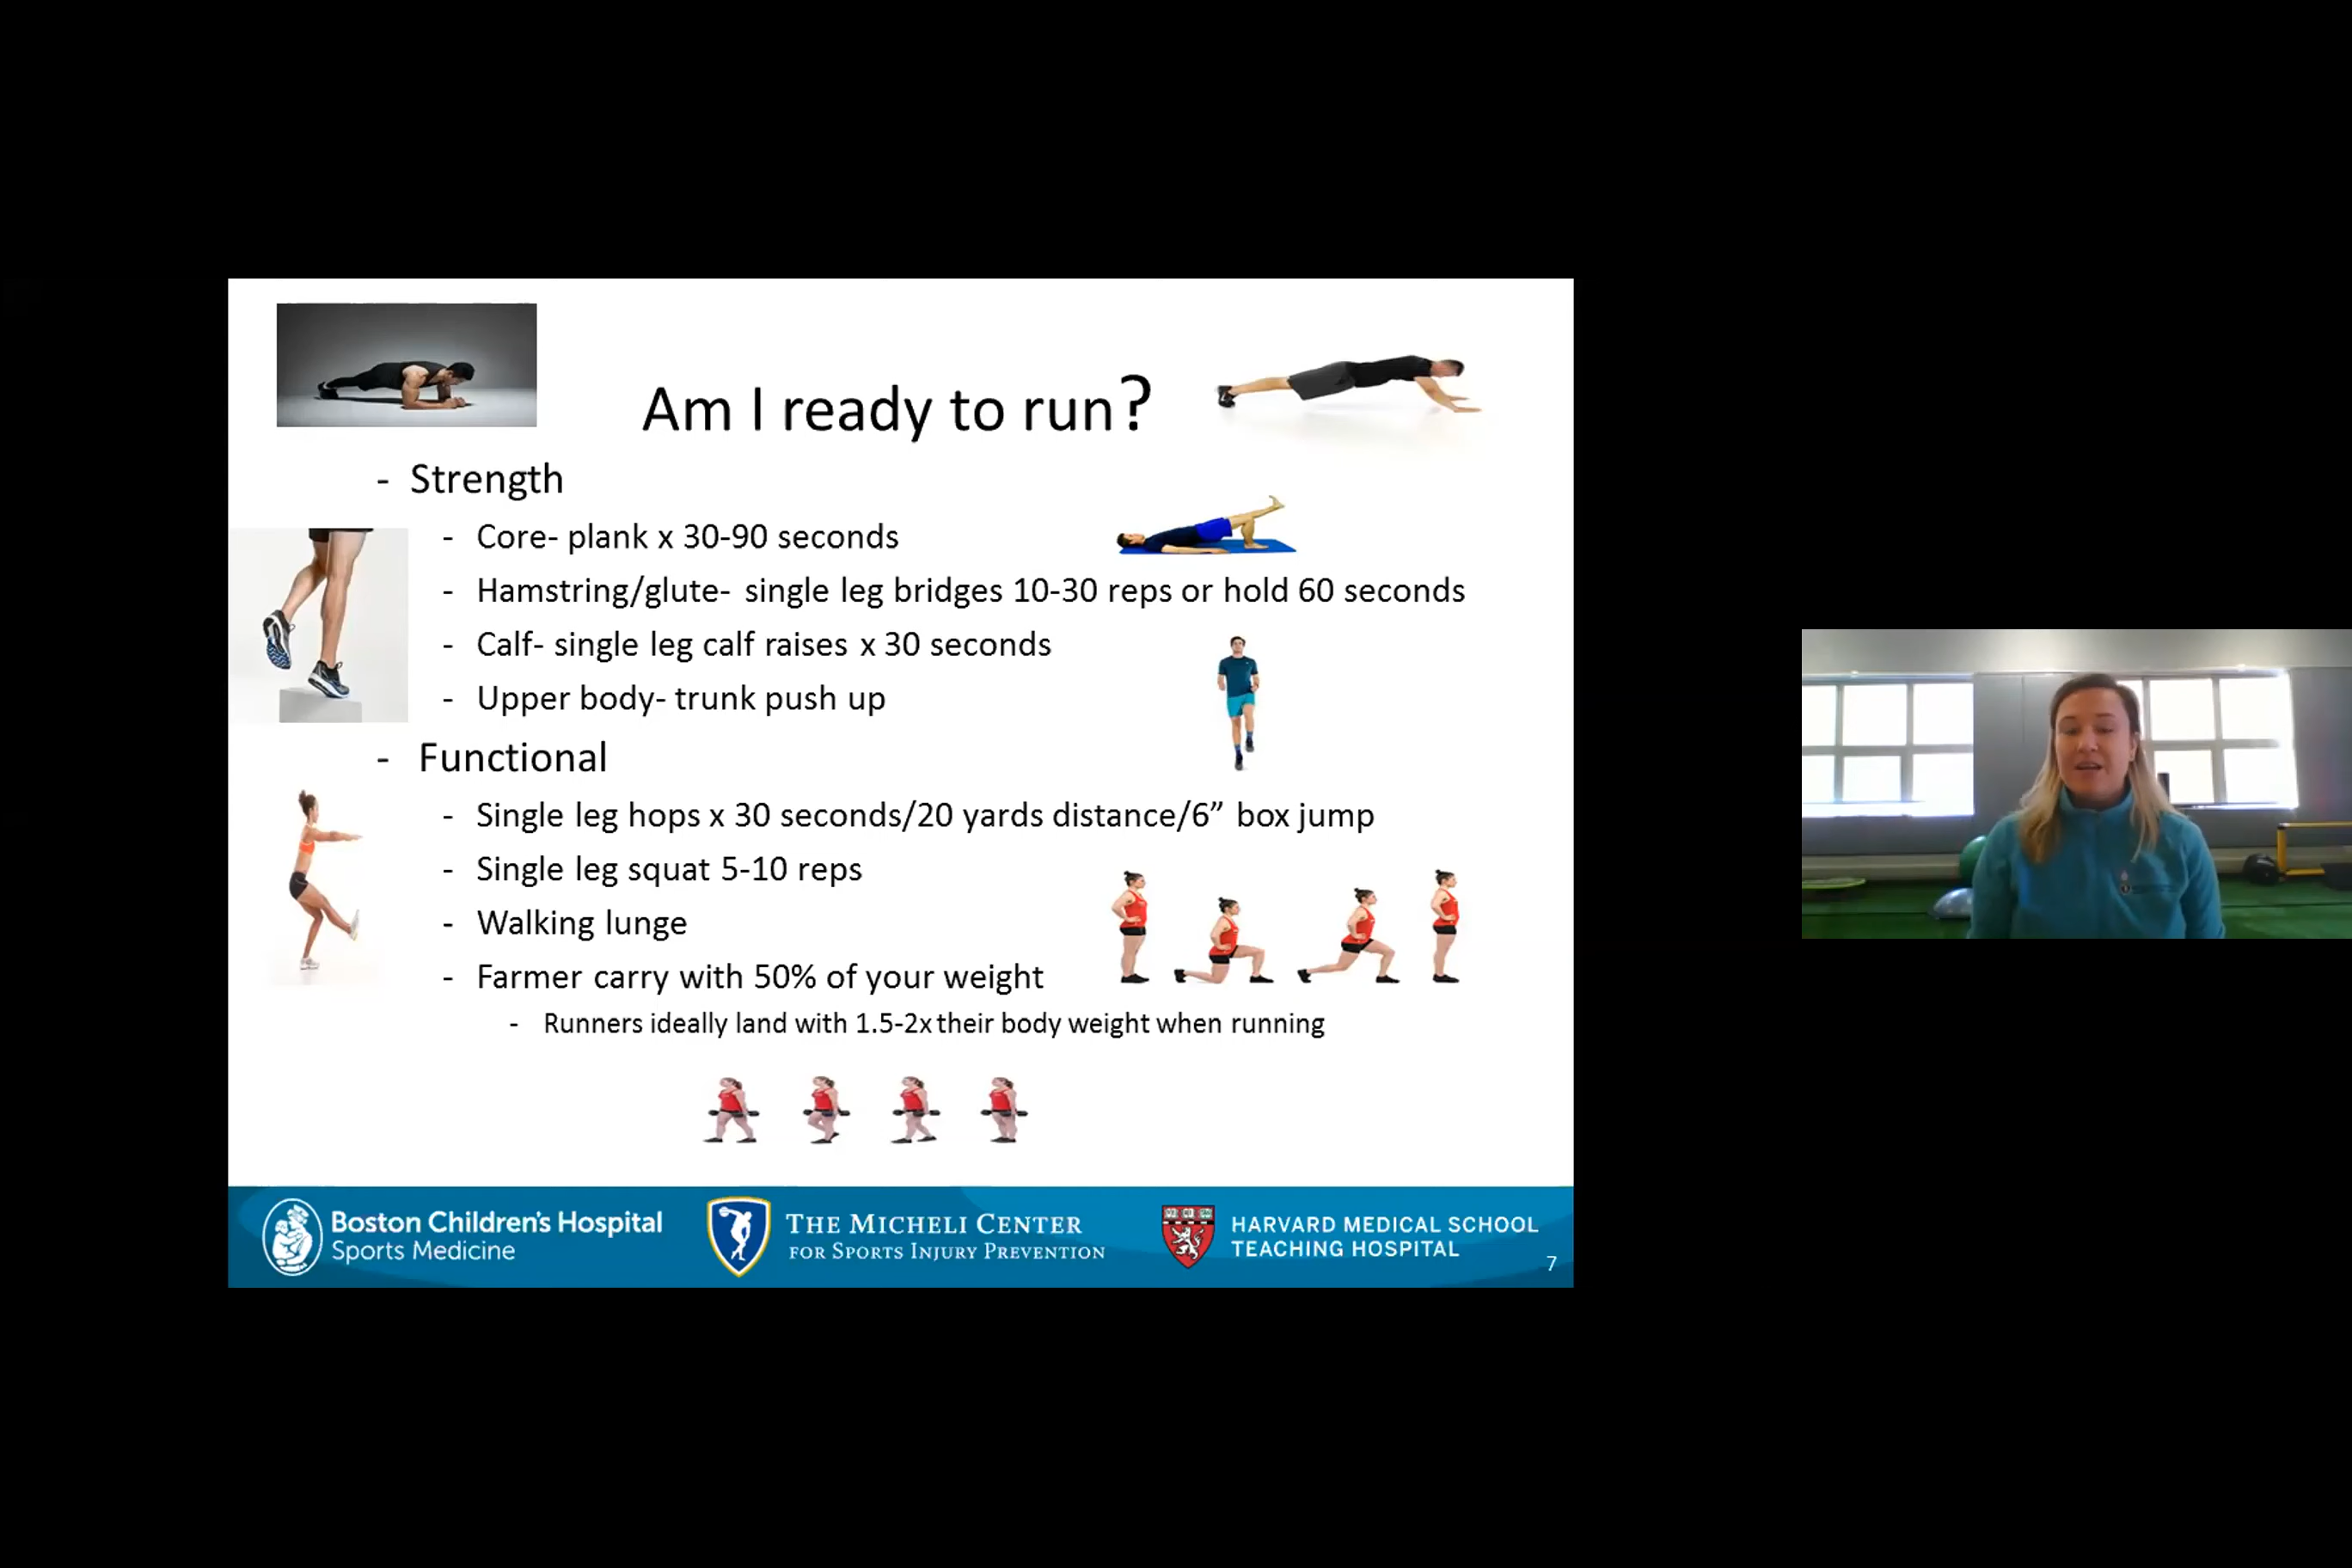 Am I ready to run?
- Strength
- Core- plank x 30-90 seconds
- Hamstring/glute- single leg bridges 10-30 reps or hold 60 seconds
- Calf- single leg calf raises x 30 seconds
- Upper body- trunk push up
- Functional
- Single leg hops x 30 seconds/20 yards distance/6” box jump
- Single leg squat 5-10 reps
- Walking lunge
- Farmer carry with 50% of your weight
- Runners ideally land with 1.5-2x their body weight when running
Boston Children's Hospital
Sports Medicine
THE MICHELI CENTER
FOR SPORTS INJURY PREVENTION
HARVARD MEDICAL SCHOOL
TEACHING HOSPITAL
7